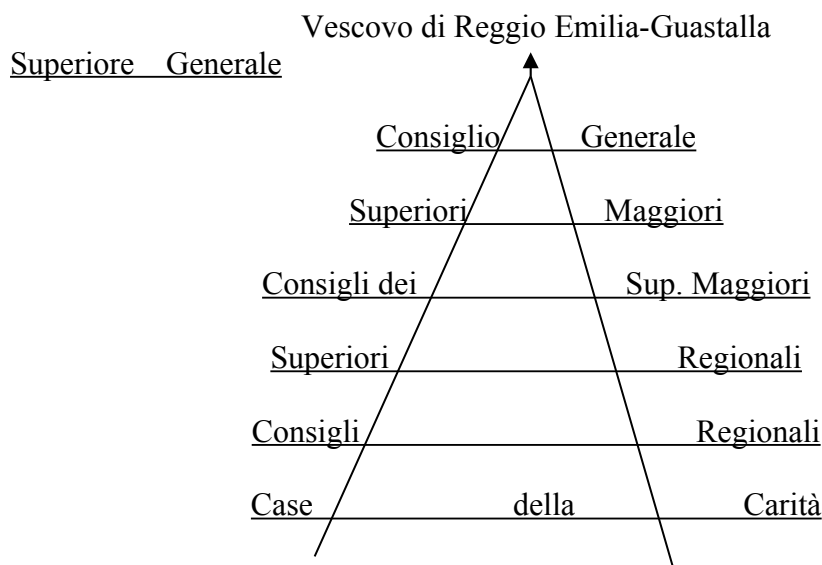 Vescovo di Reggio Emilia-Guastalla
Superiore Generale
Consiglio Generale
Superiori Maggiori
Consigli dei Sup. Maggiori
Superiori Regionali
Consigli Regionali
Case della Carità